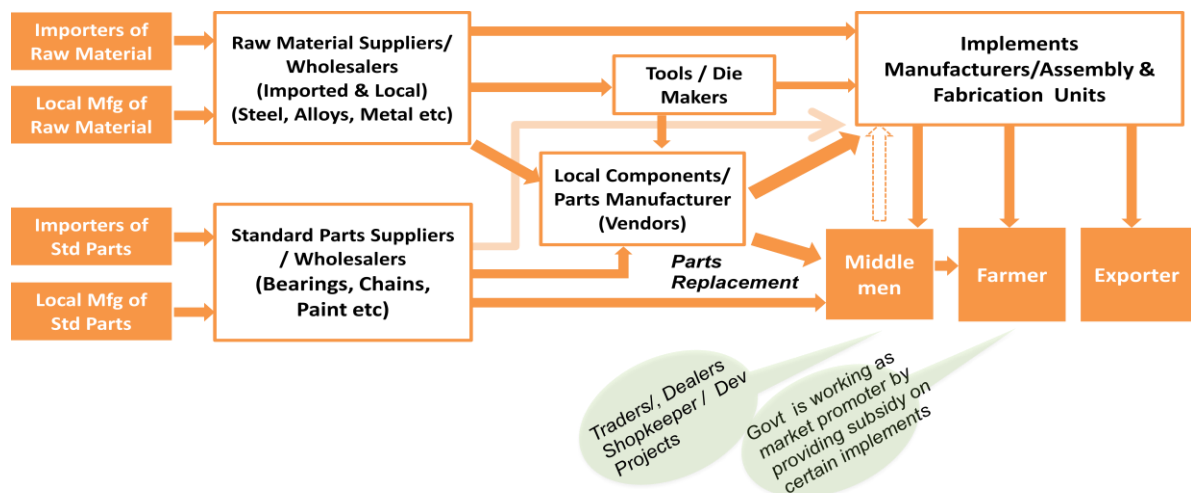 Importers of
Raw Material
Local Mfg of
Raw Material
Raw Material Suppliers/
Wholesalers
(Imported & Local)
(Steel, Alloys, Metal etc)
Tools / Die
Makers
Implements
Manufacturers/Assembly &
Fabrication Units
Local Components/
Parts Manufacturer
(Vendors)
Importers of
Std Parts
Local Mfg of
Std Parts
Standard Parts Suppliers
/ Wholesalers
(Bearings, Chains,
Paint etc)
Parts
Replacement
Middle
men
Farmer
Exporter
Traders/, Dealers
Shopkeeper / Dev
Projects
Govt is working as
market promoter by
providing subsidy on
certain implements